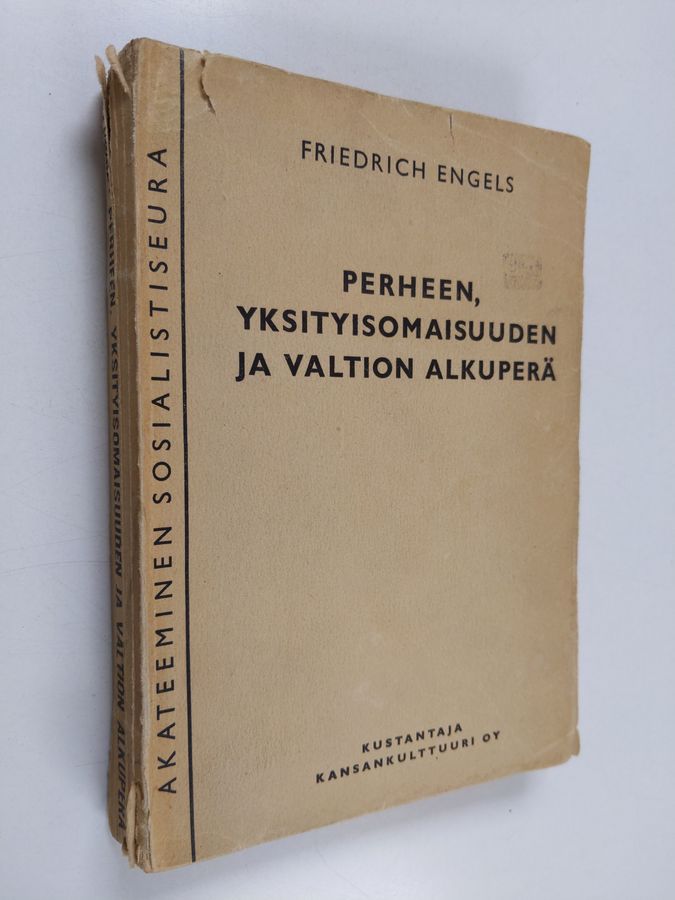 FRIEDRICH ENGELS
PERHEEN,
YKSITYISOMAISUUDEN
JA VALTION ALKUPERÄ
KUSTANTAJA
KANSANKULTTUURI OY
AKATEEMINEN SOSIALISTISEURA
PERHEEN, YKSITYISOMAISUUDEN JA VALTION ALKUPERÄ